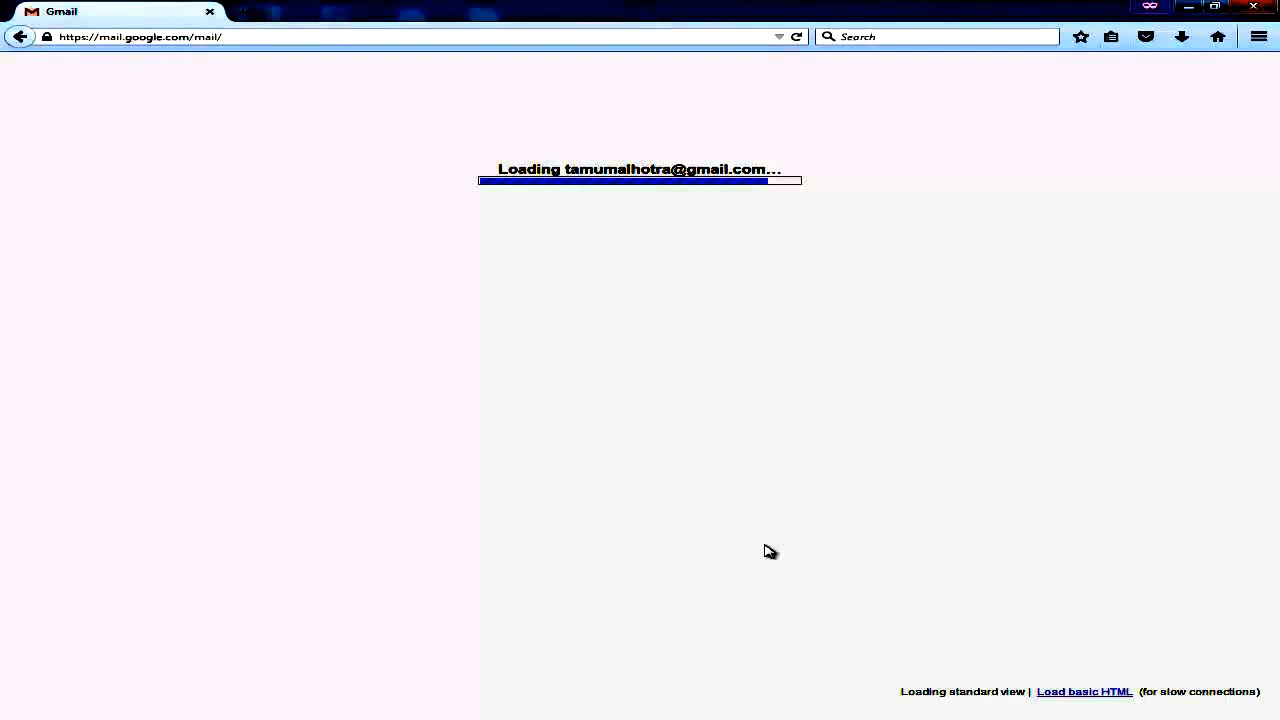 Gmail
https://mail.google.com/mail/
Search
Loading tamumalhotra@gmail.com...
Loading standard view | Load basic HTML (for slow connections)